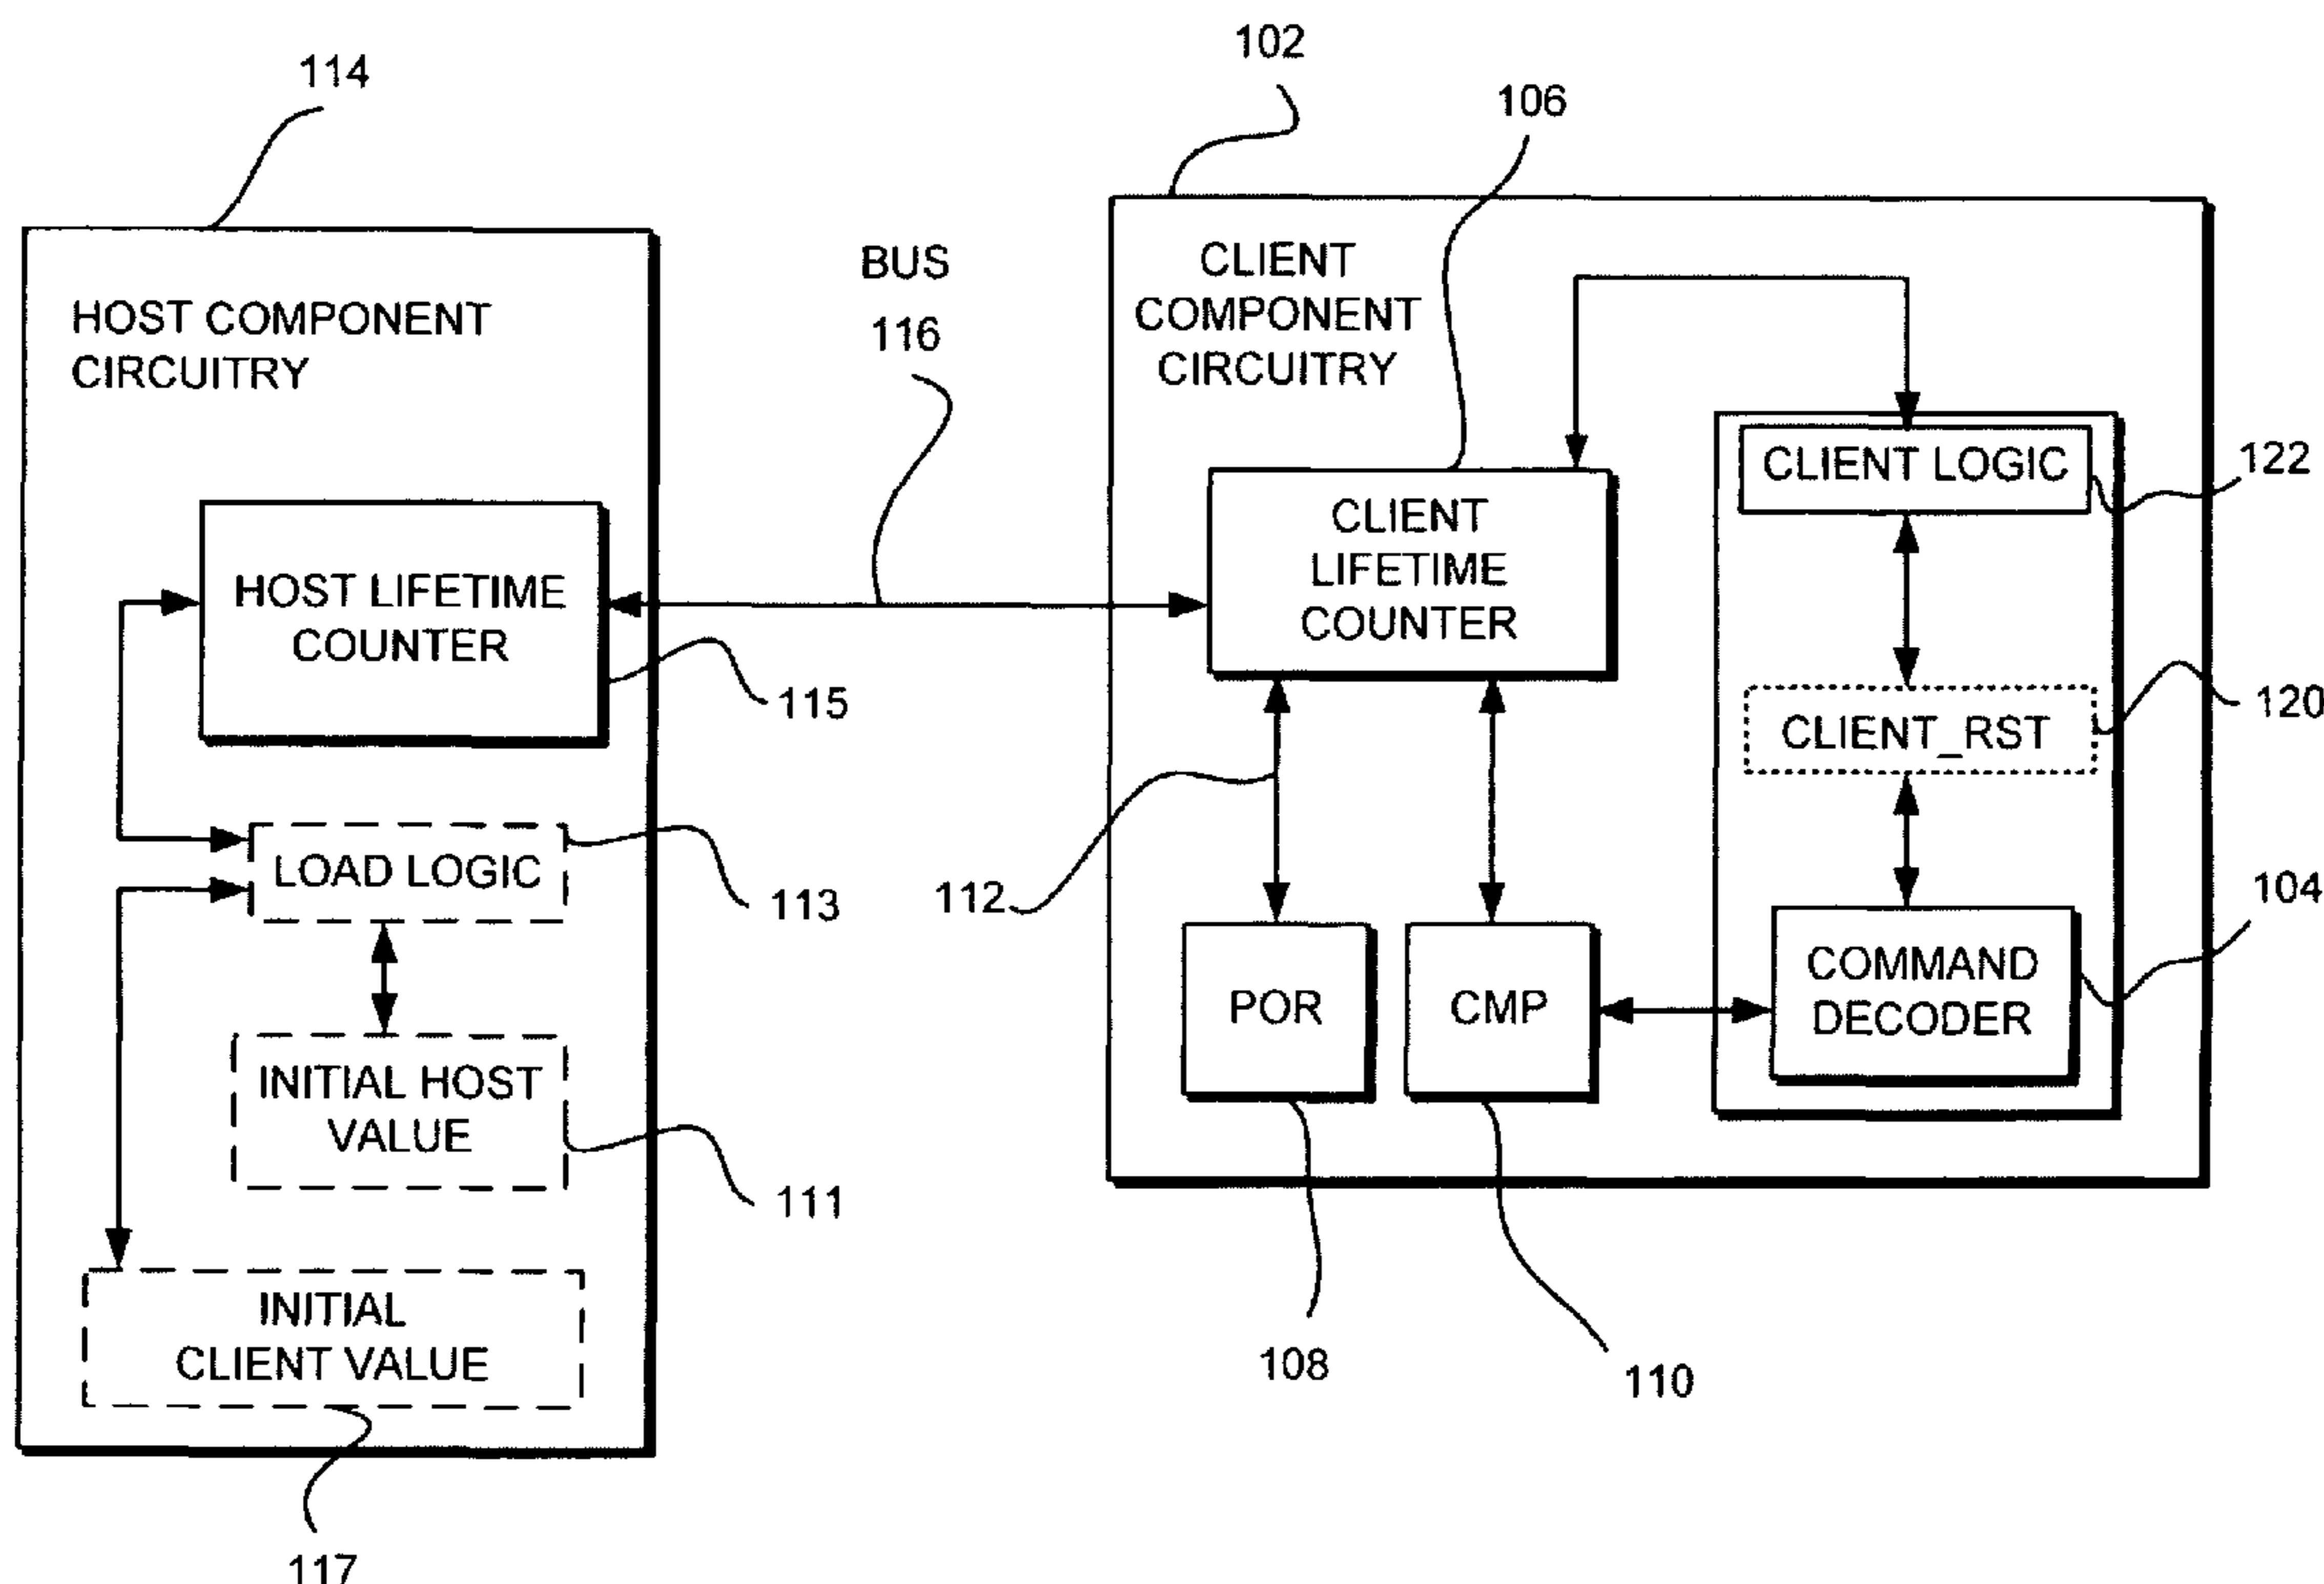 114
102
106
HOST COMPONENT
CIRCUITRY
BUS
116
CLIENT
COMPONENT
CIRCUITRY
CLIENT LOGIC
122
HOST LIFETIME
COUNTER
115
CLIENT
LIFETIME
COUNTER
CLIENT_RST
120
LOAD LOGIC
113
112
104
POR
CMP
COMMAND
DECODER
INITIAL HOST
VALUE
111
INITIAL
CLIENT VALUE
108
110
117